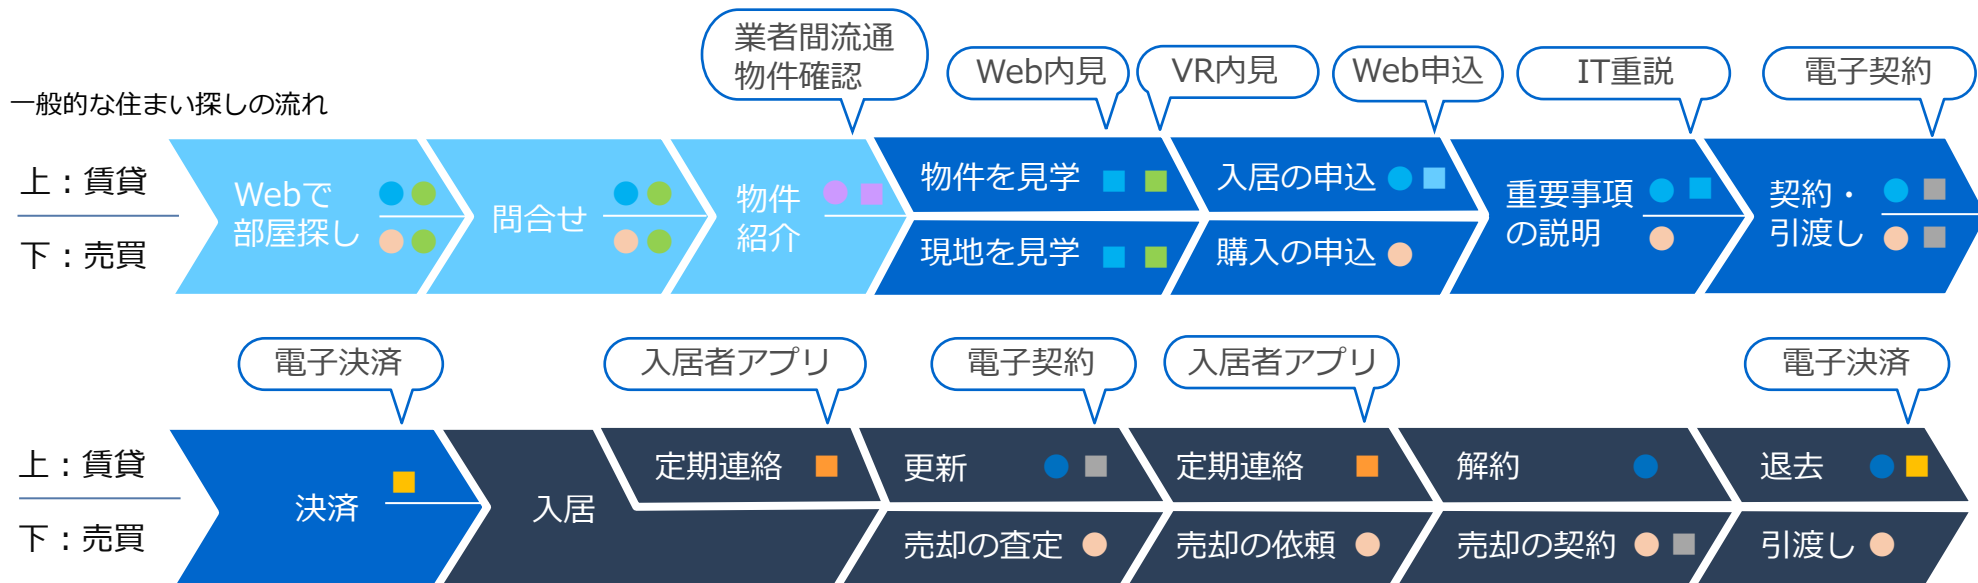 業者間流通
物件確認
Web内見
VR内見
Web申込
IT重説
電子契約
一般的な住まい探しの流れ
上：賃貸
下：売買
Webで
部屋探し
問合せ
物件
紹介
物件を見学
現地を見学
入居の申込
購入の申込
重要事項
の説明
契約・
引渡し
電子決済
入居者アプリ
電子契約
入居者アプリ
電子決済
上：賃貸
下：売買
決済
入居
定期連絡
更新
定期連絡
解約
退去
売却の査定
売却の依頼
売却の契約
引渡し